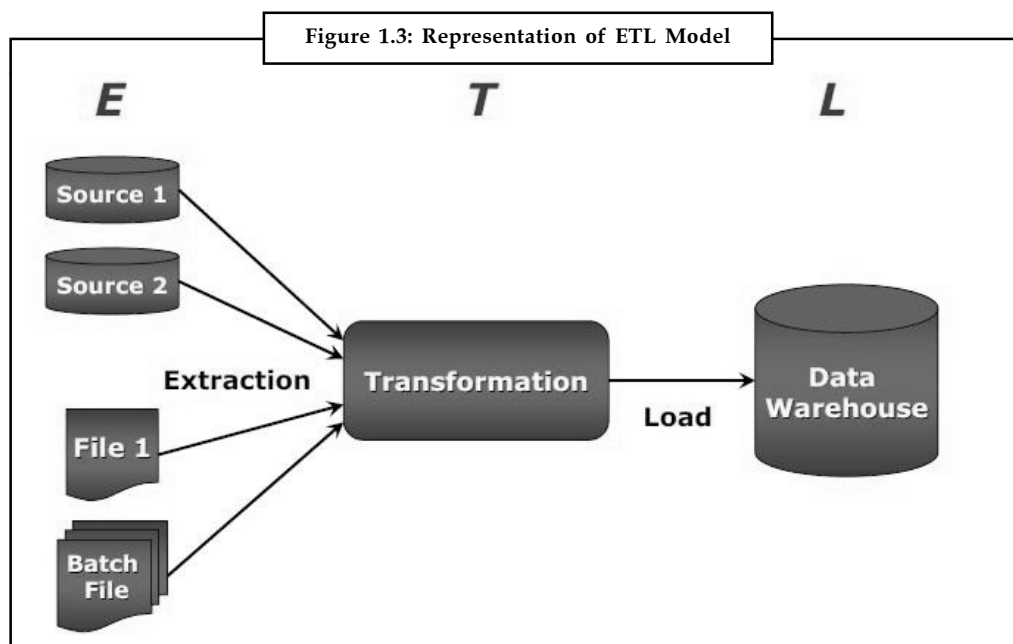 Figure 1.3: Representation of ETL Model
E
T
L
Source 1
Source 2
Extraction
Transformation
Load
Data
Warehouse
File 1
Batch
File